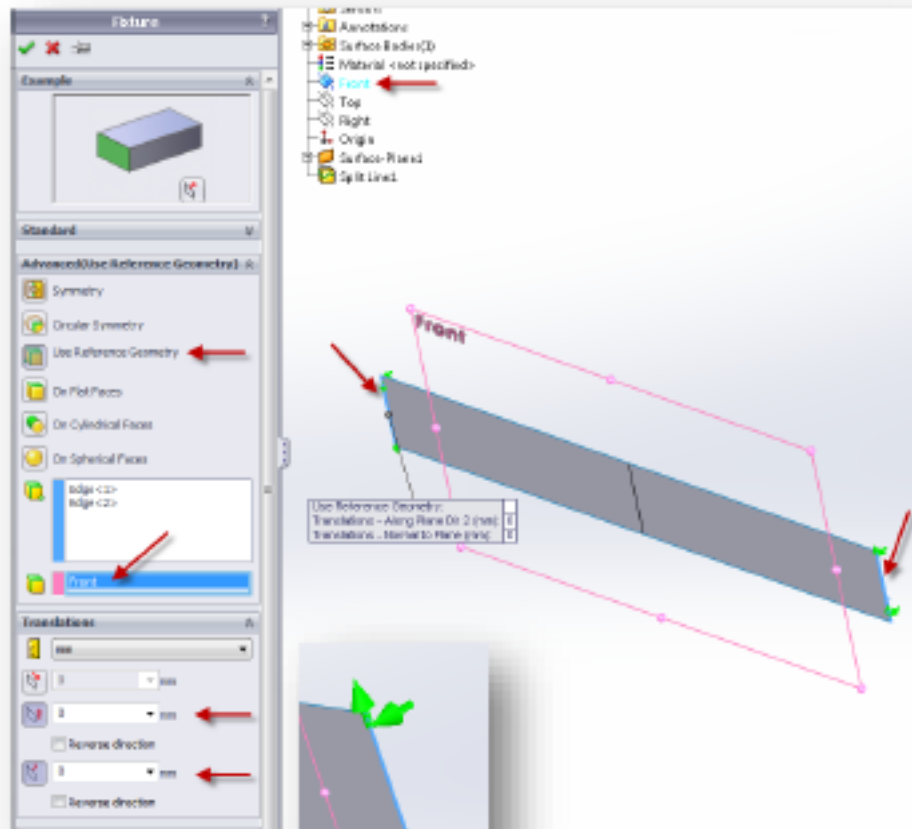 Fixture
?
Example
Standard
Advanced(Use Reference Geometry)
Symmetry
Circular Symmetry
Use Reference Geometry
On Flat Faces
On Cylindrical Faces
On Spherical Faces
Edge<1>
Edge<2>
Front
Translations
mm
mm
mm
Reverse direction
mm
Reverse direction
Annotations
Surface Bodies(1)
Material <not specified>
Front
Top
Right
Origin
Surface-Plane1
Split Line1
Front
Use Reference Geometry:
Translations - Along Plane Dir 2 (mm):
Translations - Normal to Plane (mm):